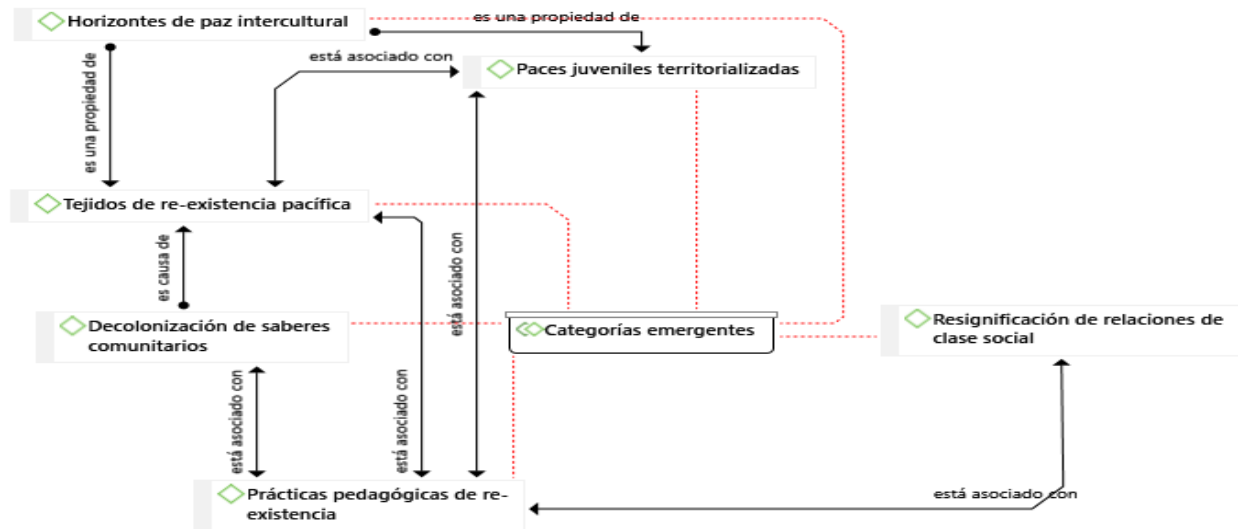 Horizontes de paz intercultural
es una propiedad de
está asociado con
Paces juveniles territorializadas
es una propiedad de
Tejidos de re-existencia pacífica
es causa de
está asociado con
Decolonización de saberes
comunitarios
Categorías emergentes
Resignificación de relaciones de
clase social
está asociado con
está asociado con
Prácticas pedagógicas de re-
existencia
está asociado con